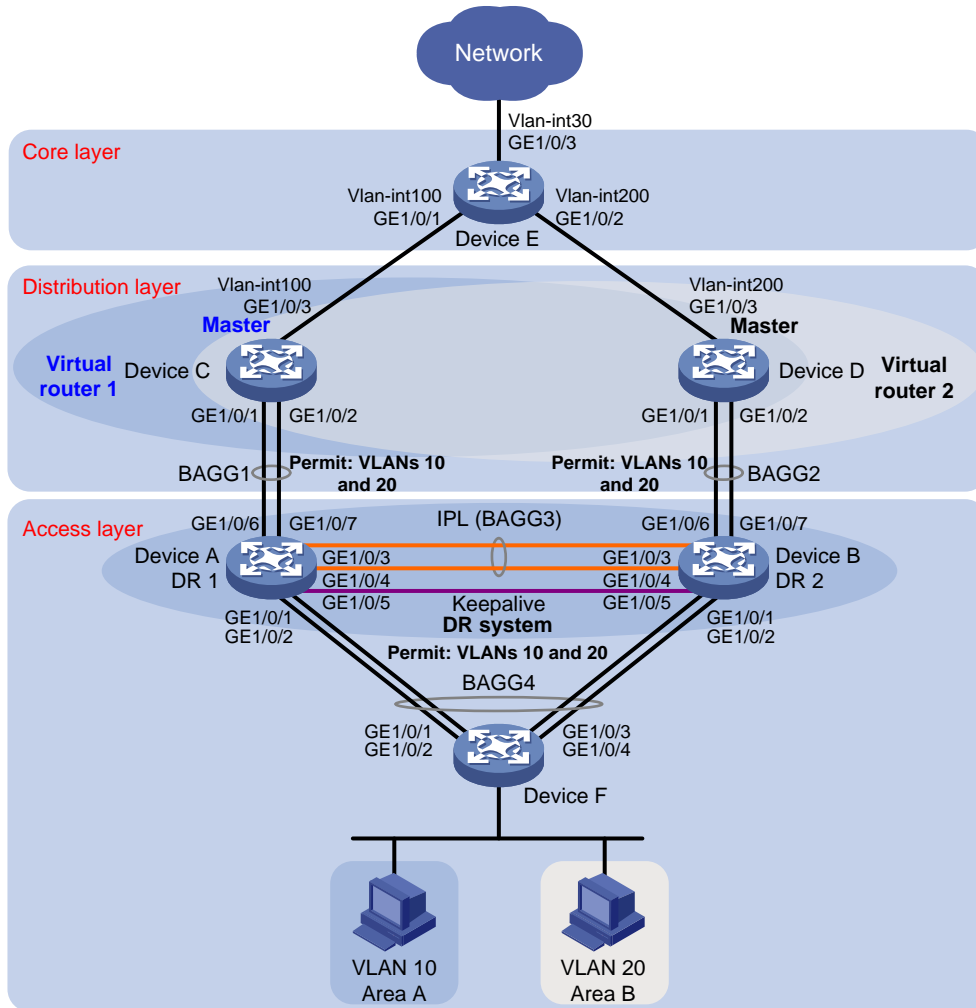 Network
Vlan-int30
GE1/0/3
Core layer
Vlan-int100
GE1/0/1
Vlan-int200
GE1/0/2
Device E
Distribution layer
Vlan-int100
GE1/0/3
Vlan-int200
GE1/0/3
Master
Master
Virtual
router 1
Device C
Device D
Virtual
router 2
GE1/0/1
GE1/0/2
GE1/0/1
GE1/0/2
BAGG1
Permit: VLANs 10
and 20
Permit: VLANs 10
and 20
BAGG2
Access layer
GE1/0/6
GE1/0/7
IPL (BAGG3)
GE1/0/6
GE1/0/7
Device A
DR 1
GE1/0/3
GE1/0/4
GE1/0/5
GE1/0/3
GE1/0/4
GE1/0/5
Device B
DR 2
Keepalive
DR system
GE1/0/1
GE1/0/2
GE1/0/1
GE1/0/2
Permit: VLANs 10 and 20
BAGG4
GE1/0/1
GE1/0/2
GE1/0/3
GE1/0/4
Device F
VLAN 10
Area A
VLAN 20
Area B